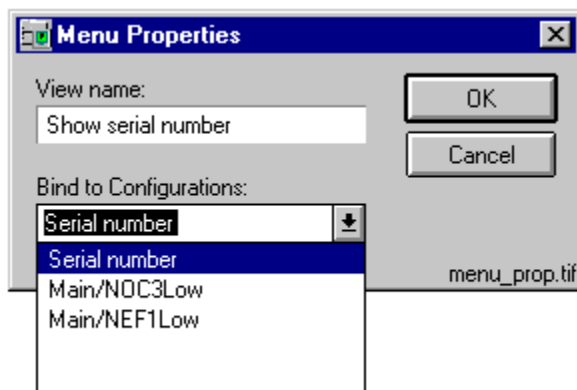 Menu Properties
View name:
Show serial number
OK
Cancel
Bind to Configurations:
Serial number
Serial number
Main/NOC3Low
Main/NEF1Low
menu_prop.tif